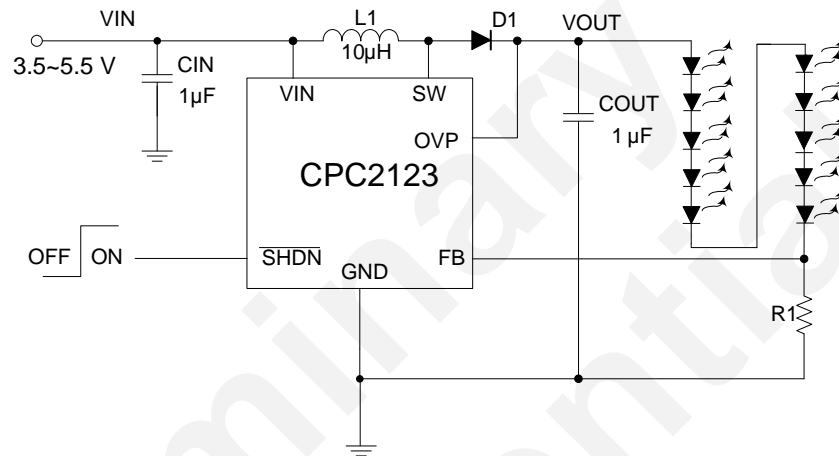 VIN
L1
D1
VOUT
10µH
3.5~5.5 V
CIN
1µF
VIN
SW
OVP
COUT
1 µF
CPC2123
OFF
ON
SHDN
GND
FB
R1